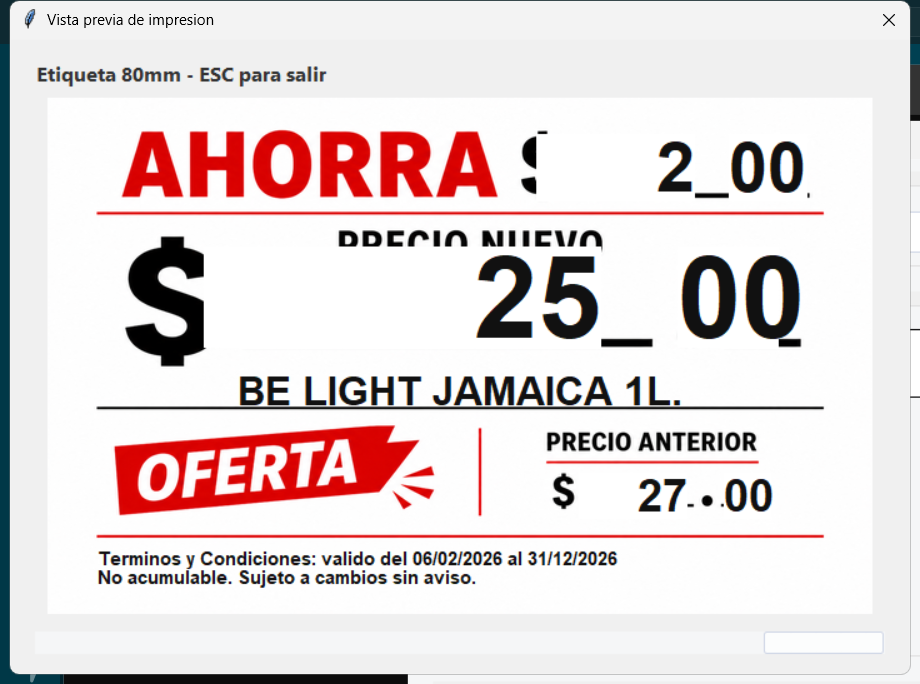 Vista previa de impresion
Etiqueta 80mm - ESC para salir
AHORRA $ 2_00
PRECIO NUEVO
$ 25_ 00
BE LIGHT JAMAICA 1L.
OFERTA
PRECIO ANTERIOR
$ 27.•.00
Terminos y Condiciones: valido del 06/02/2026 al 31/12/2026
No acumulable. Sujeto a cambios sin aviso.